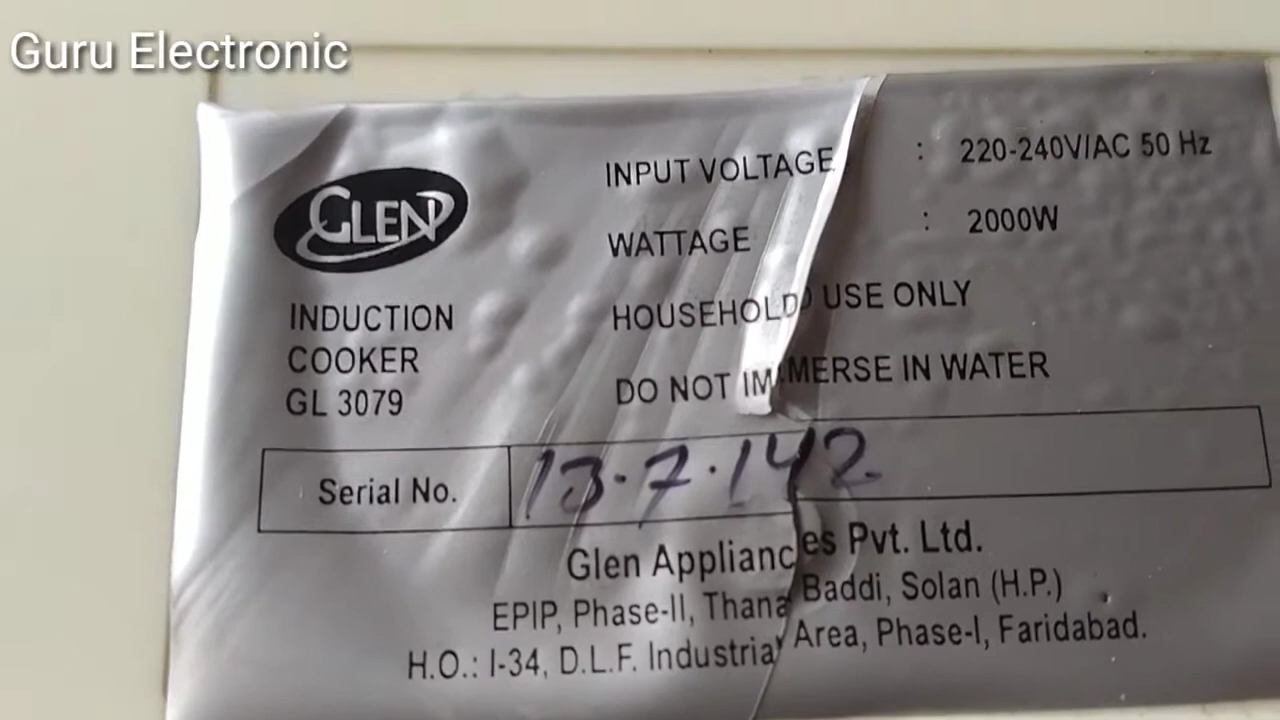 Guru Electronic
GLEN
INDUCTION
COOKER
GL 3079
INPUT VOLTAGE : 220-240V/AC 50 Hz
WATTAGE : 2000W
HOUSEHOLD USE ONLY
DO NOT IMMERSE IN WATER
Serial No. 13.7.142
Glen Appliances Pvt. Ltd.
EPIP, Phase-II, Thana Baddi, Solan (H.P.)
H.O.: I-34, D.L.F. Industrial Area, Phase-I, Faridabad.